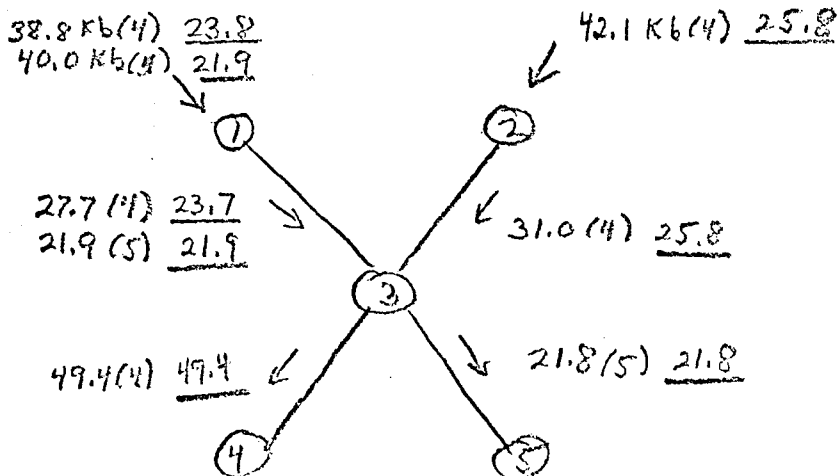 38.8 Kb(4) 23.8
40.0 Kb(4) 21.9
42.1 Kb(4) 25.8
1
2
27.7 (4) 23.7
21.9 (5) 21.9
31.0 (4) 25.8
3
49.4(4) 49.4
21.8(5) 21.8
4
5